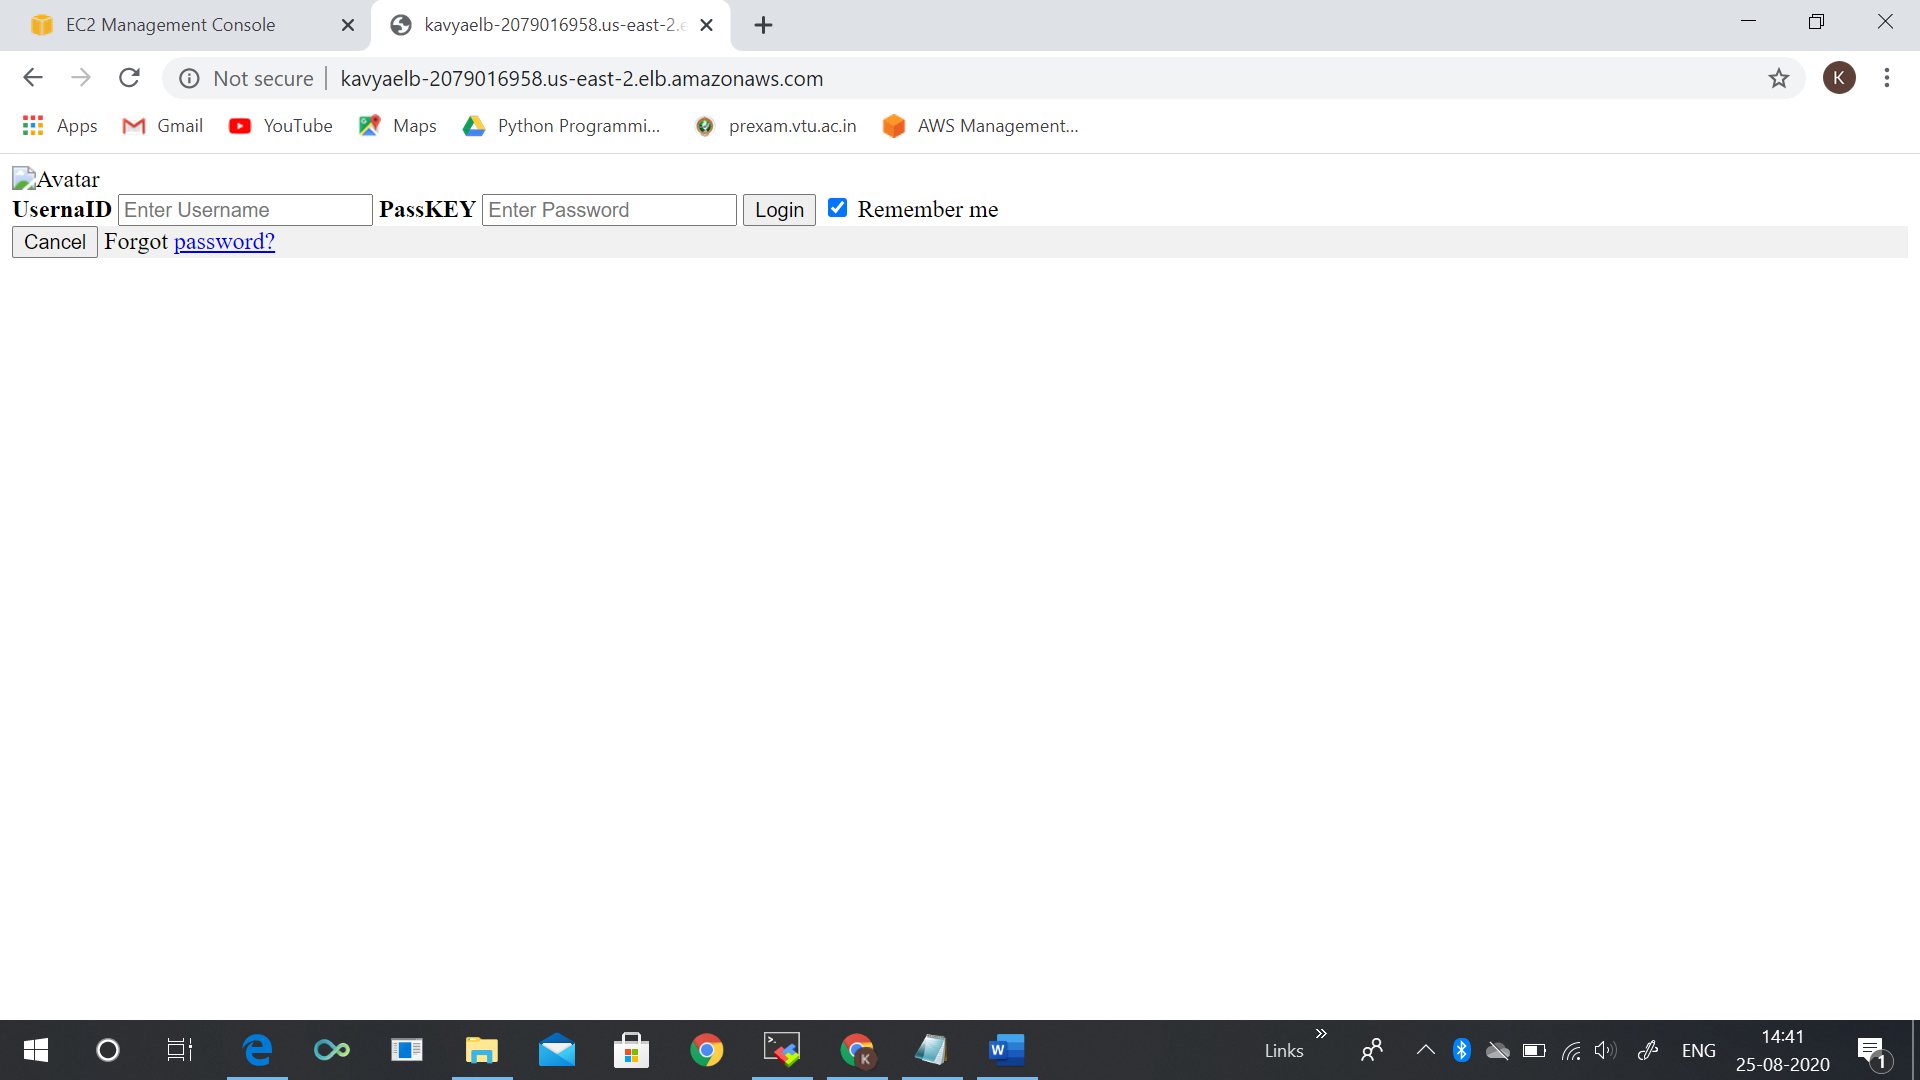 EC2 Management Console
kavyaelb-2079016958.us-east-2.e
Not secure kavyaelb-2079016958.us-east-2.elb.amazonaws.com K
Apps Gmail YouTube Maps Python Programmi... prexam.vtu.ac.in AWS Management...
Avatar
UsernaID Enter Username PassKEY Enter Password Login Remember me
Cancel Forgot password?
Links ENG 14:41
25-08-2020 1